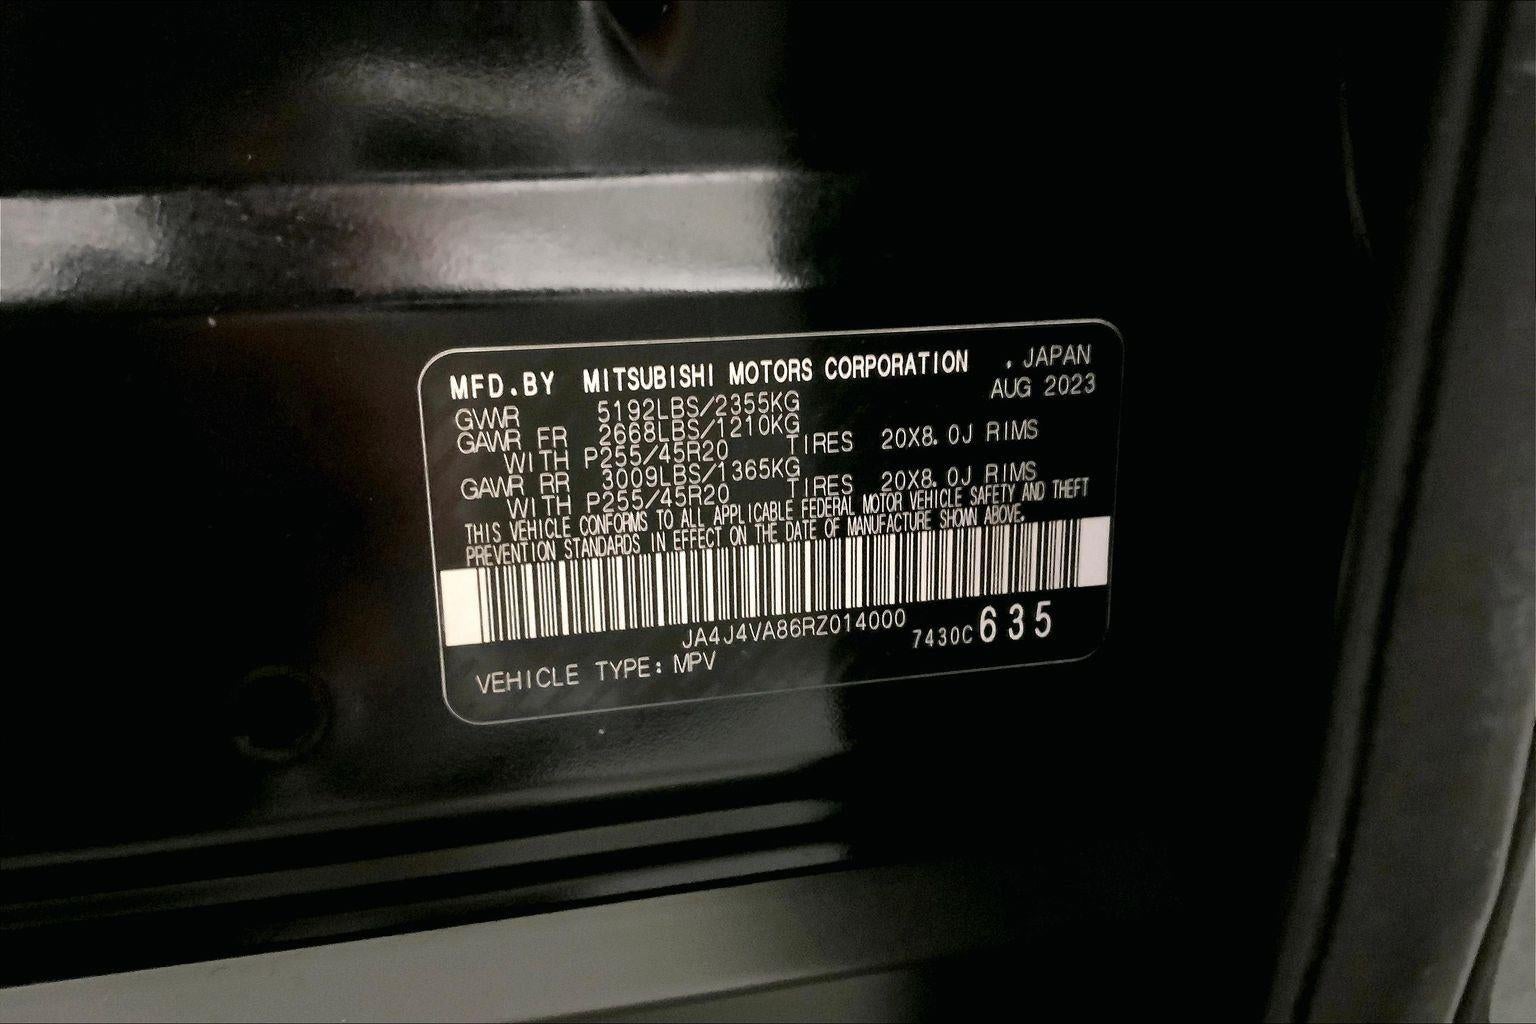 MFD.BY MITSUBISHI MOTORS CORPORATION , JAPAN
AUG 2023
GVWR 5192LBS/2355KG
GAWR FR 2668LBS/1210KG
WITH P255/45R20 TIRES 20X8.0J RIMS
GAWR RR 3009LBS/1365KG
WITH P255/45R20 TIRES 20X8.0J RIMS
THIS VEHICLE CONFORMS TO ALL APPLICABLE FEDERAL MOTOR VEHICLE SAFETY AND THEFT
PREVENTION STANDARDS IN EFFECT ON THE DATE OF MANUFACTURE SHOWN ABOVE.
JA4J4VA86RZ014000 7430C 635
VEHICLE TYPE: MPV